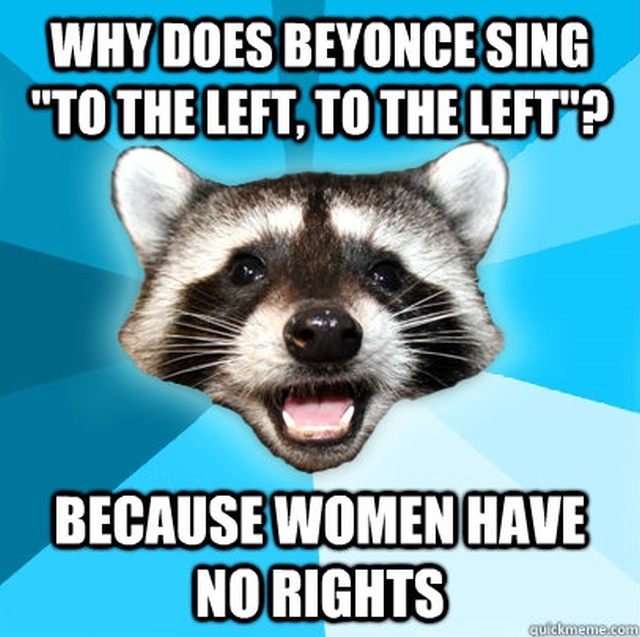 WHY DOES BEYONCE SING
"TO THE LEFT, TO THE LEFT"?
BECAUSE WOMEN HAVE
NO RIGHTS
quickmeme.com